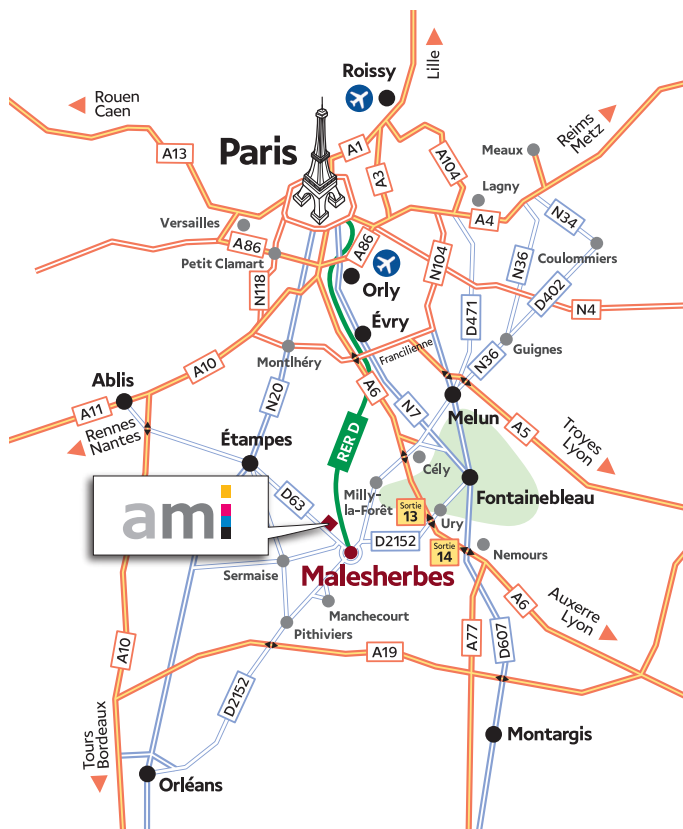 Lille
Roissy
Rouen
Caen
Reims
Metz
A13
Paris
A1
A3
A104
Meaux
Lagny
A4
N34
Versailles
A86
Petit Clamart
A86
N104
N36
Coulommiers
N118
Orly
D471
D402
N4
Évry
Francilienne
Guignes
Montlhéry
N36
A10
A6
Ablis
N20
N7
Melun
A11
Rennes
Nantes
A5
Troyes
Lyon
Étampes
RER D
Cély
D63
Milly-
la-Forêt
Fontainebleau
Sortie
13
Ury
ami
D2152
Sortie
14
Nemours
Sermaise
Malesherbes
Manchecourt
A6
Auxerre
Lyon
Pithiviers
A10
A19
A77
D607
D2152
Tours
Bordeaux
Montargis
Orléans